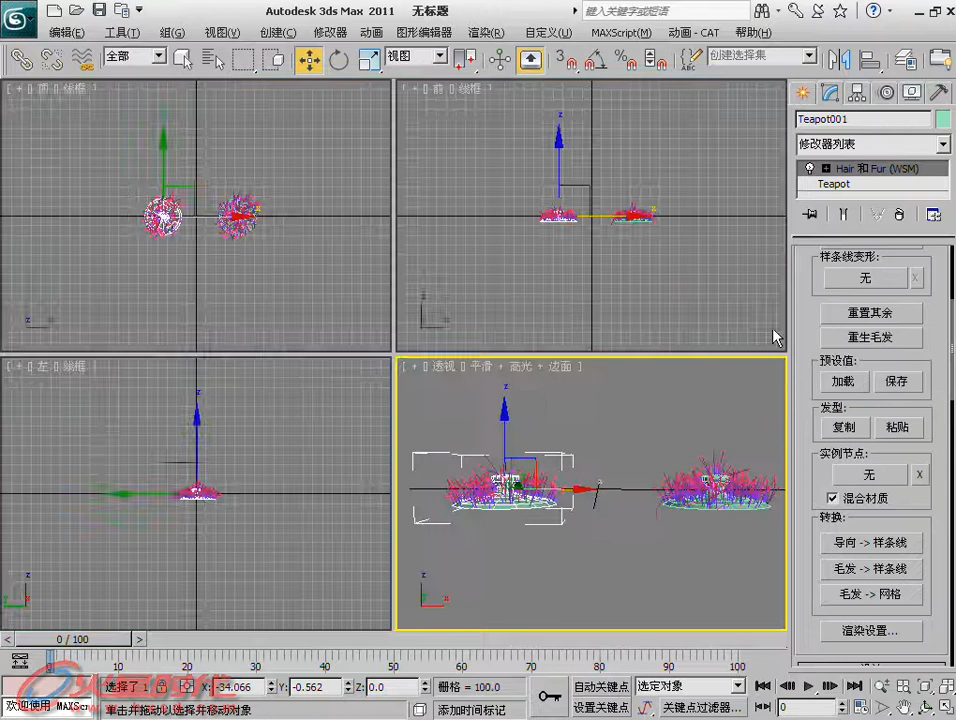 Autodesk 3ds Max 2011 无标题
键入关键字或短语
编辑(E) 工具(T) 组(G) 视图(V) 创建(C) 修改器 动画 图形编辑器 渲染(R) 自定义(U) MAXScript(M) 动画 - CAT 帮助(H)
全部 视图 3 创建选择集
[ + ][ 前 ][ 线框 ]
Teapot001
修改器列表
Hair 和 Fur (WSM)
Teapot
样条线变形:
无 X
重置其余
重生毛发
预设值:
加载 保存
发型:
复制 粘贴
实例节点:
无 X
混合材质
转换:
导向 -> 样条线
毛发 -> 样条线
毛发 -> 网格
渲染设置...
[ + ][ 左 ][ 线框 ]
[ + ][ 透视 ][ 平滑 + 高光 + 边面 ]
0 / 100
0 10 20 30 40 50 60 70 80 90 100
选择了 1 X: -34.066 Y: -0.562 Z: 0.0 栅格 = 100.0 自动关键点 选定对象
欢迎使用 MAXScr 单击并拖动以选择并移动对象 添加时间标记 设置关键点 关键点过滤器... 0